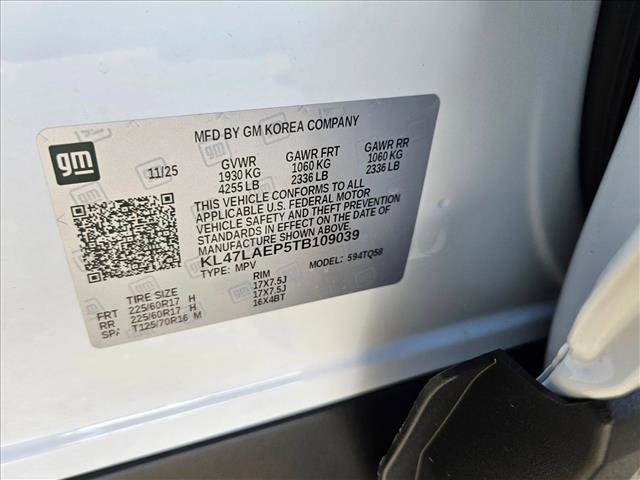 MFD BY GM KOREA COMPANY
gm
11/25
GVWR GAWR FRT GAWR RR
1930 KG 1060 KG 1060 KG
4255 LB 2336 LB 2336 LB
THIS VEHICLE CONFORMS TO ALL
APPLICABLE U.S. FEDERAL MOTOR
VEHICLE SAFETY AND THEFT PREVENTION
STANDARDS IN EFFECT ON THE DATE
OF MANUFACTURE SHOWN ABOVE.
KL47LAEP5TB109039
TYPE: MPV MODEL: 594TQ58
TIRE SIZE RIM
FRT 225/60R17 H 17X7.5J
RR 225/60R17 H 17X7.5J
SPA T125/70R16 M 16X4BT